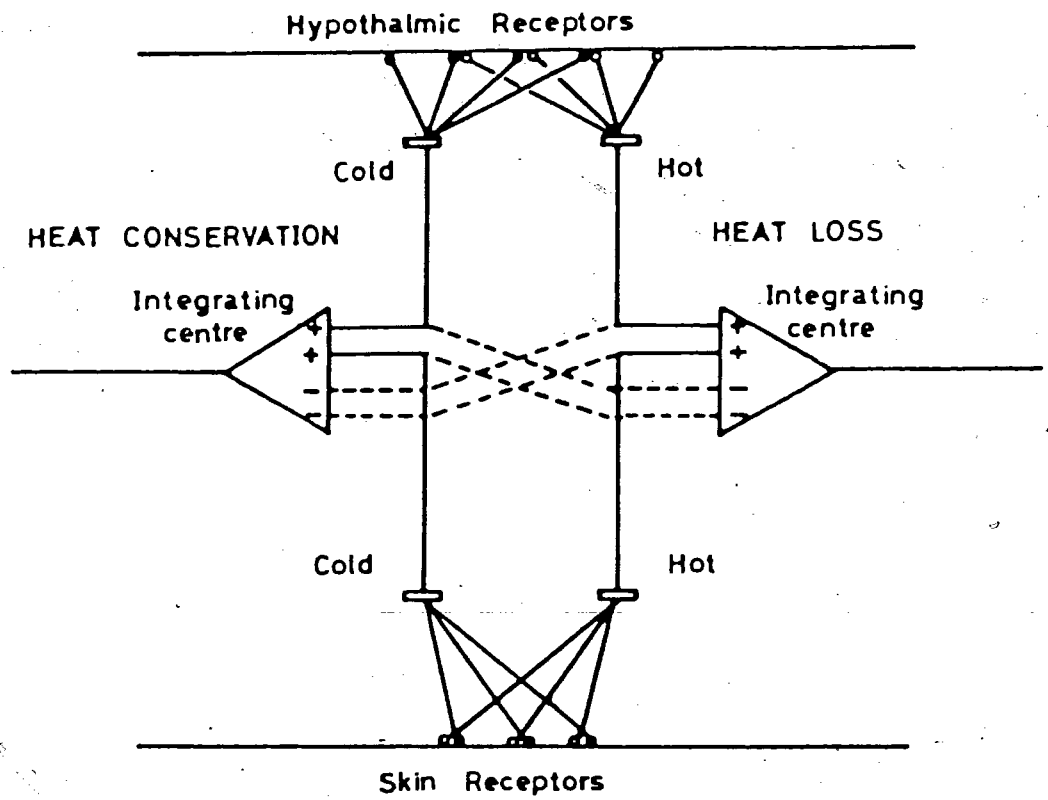 Hypothalmic Receptors
Cold
Hot
HEAT CONSERVATION
HEAT LOSS
Integrating
centre
Integrating
centre
+
+
−
−
+
+
−
−
Cold
Hot
Skin Receptors